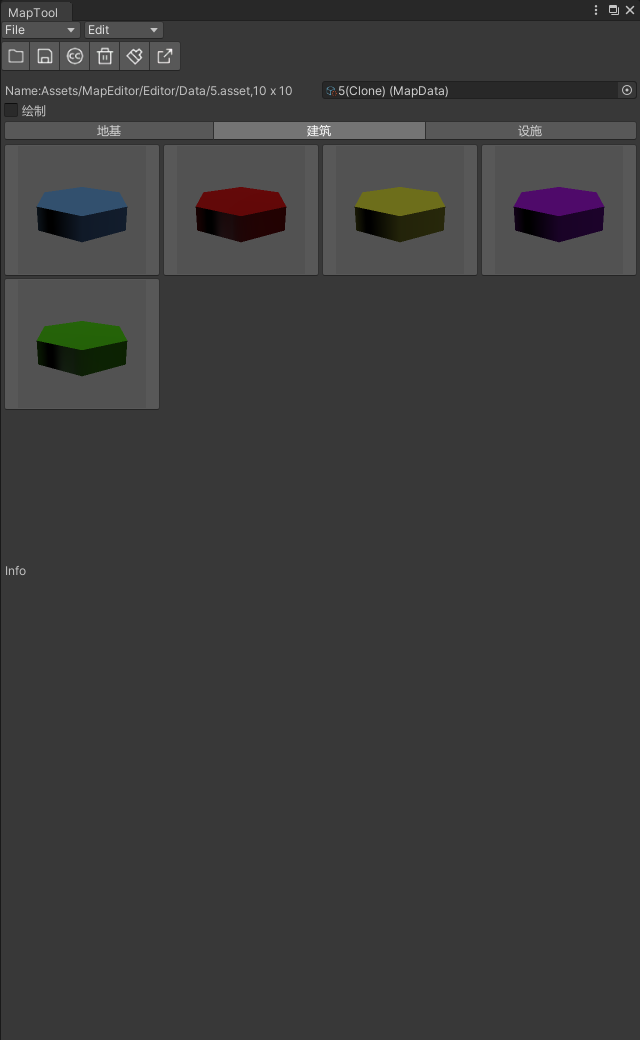 MapTool
File Edit
CC
Name:Assets/MapEditor/Editor/Data/5.asset,10 x 10 5(Clone) (MapData)
绘制
地基 建筑 设施
Info